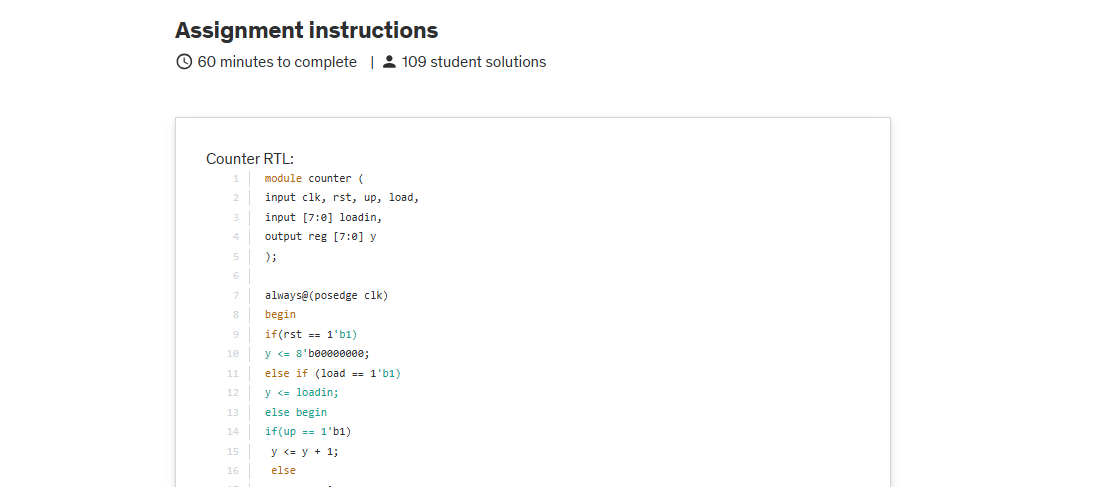 Assignment instructions
60 minutes to complete | 109 student solutions
Counter RTL:
1 module counter (
2 input clk, rst, up, load,
3 input [7:0] loadin,
4 output reg [7:0] y
5 );
6
7 always@(posedge clk)
8 begin
9 if(rst == 1'b1)
10 y <= 8'b00000000;
11 else if (load == 1'b1)
12 y <= loadin;
13 else begin
14 if(up == 1'b1)
15 y <= y + 1;
16 else